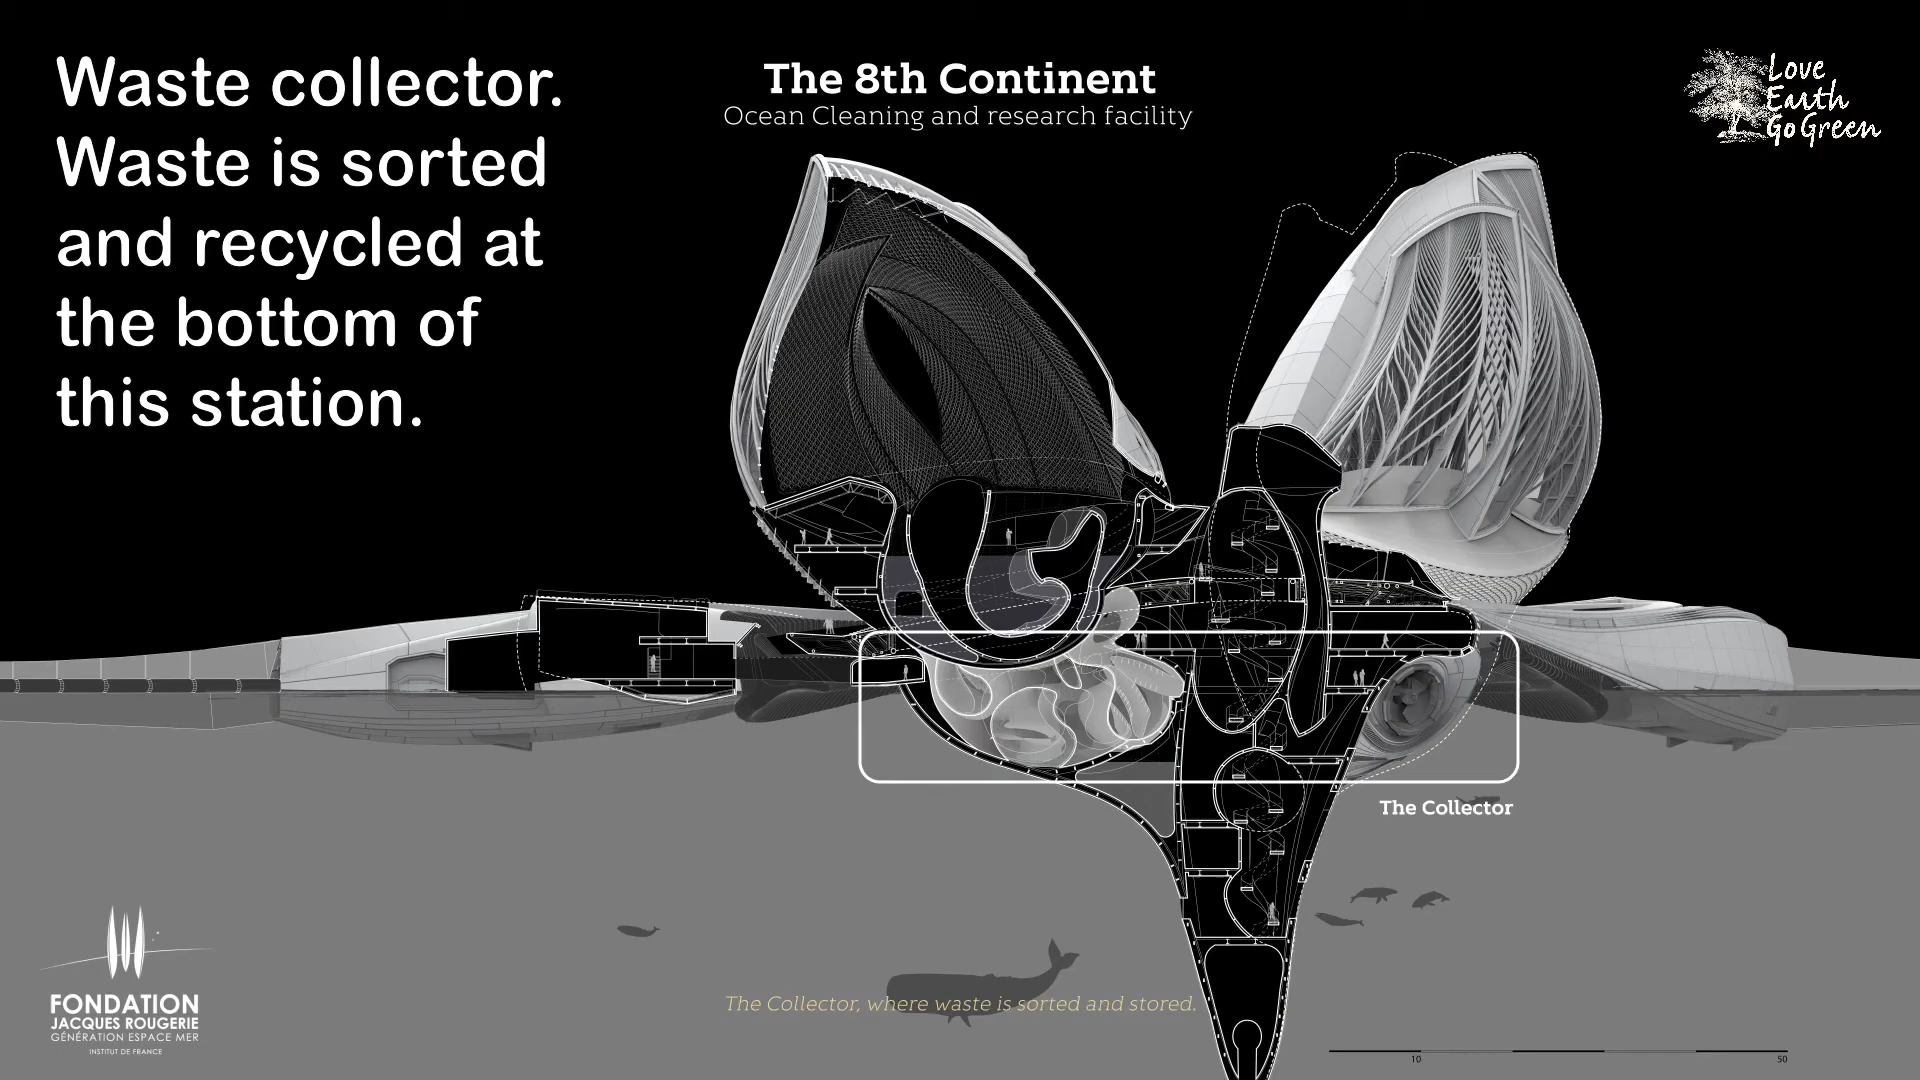 Waste collector.
Waste is sorted
and recycled at
the bottom of
this station.
The 8th Continent
Ocean Cleaning and research facility
Love
Earth
Go Green
The Collector
The Collector, where waste is sorted and stored.
FONDATION
JACQUES ROUGERIE
GÉNÉRATION ESPACE MER
INSTITUT DE FRANCE
10
50